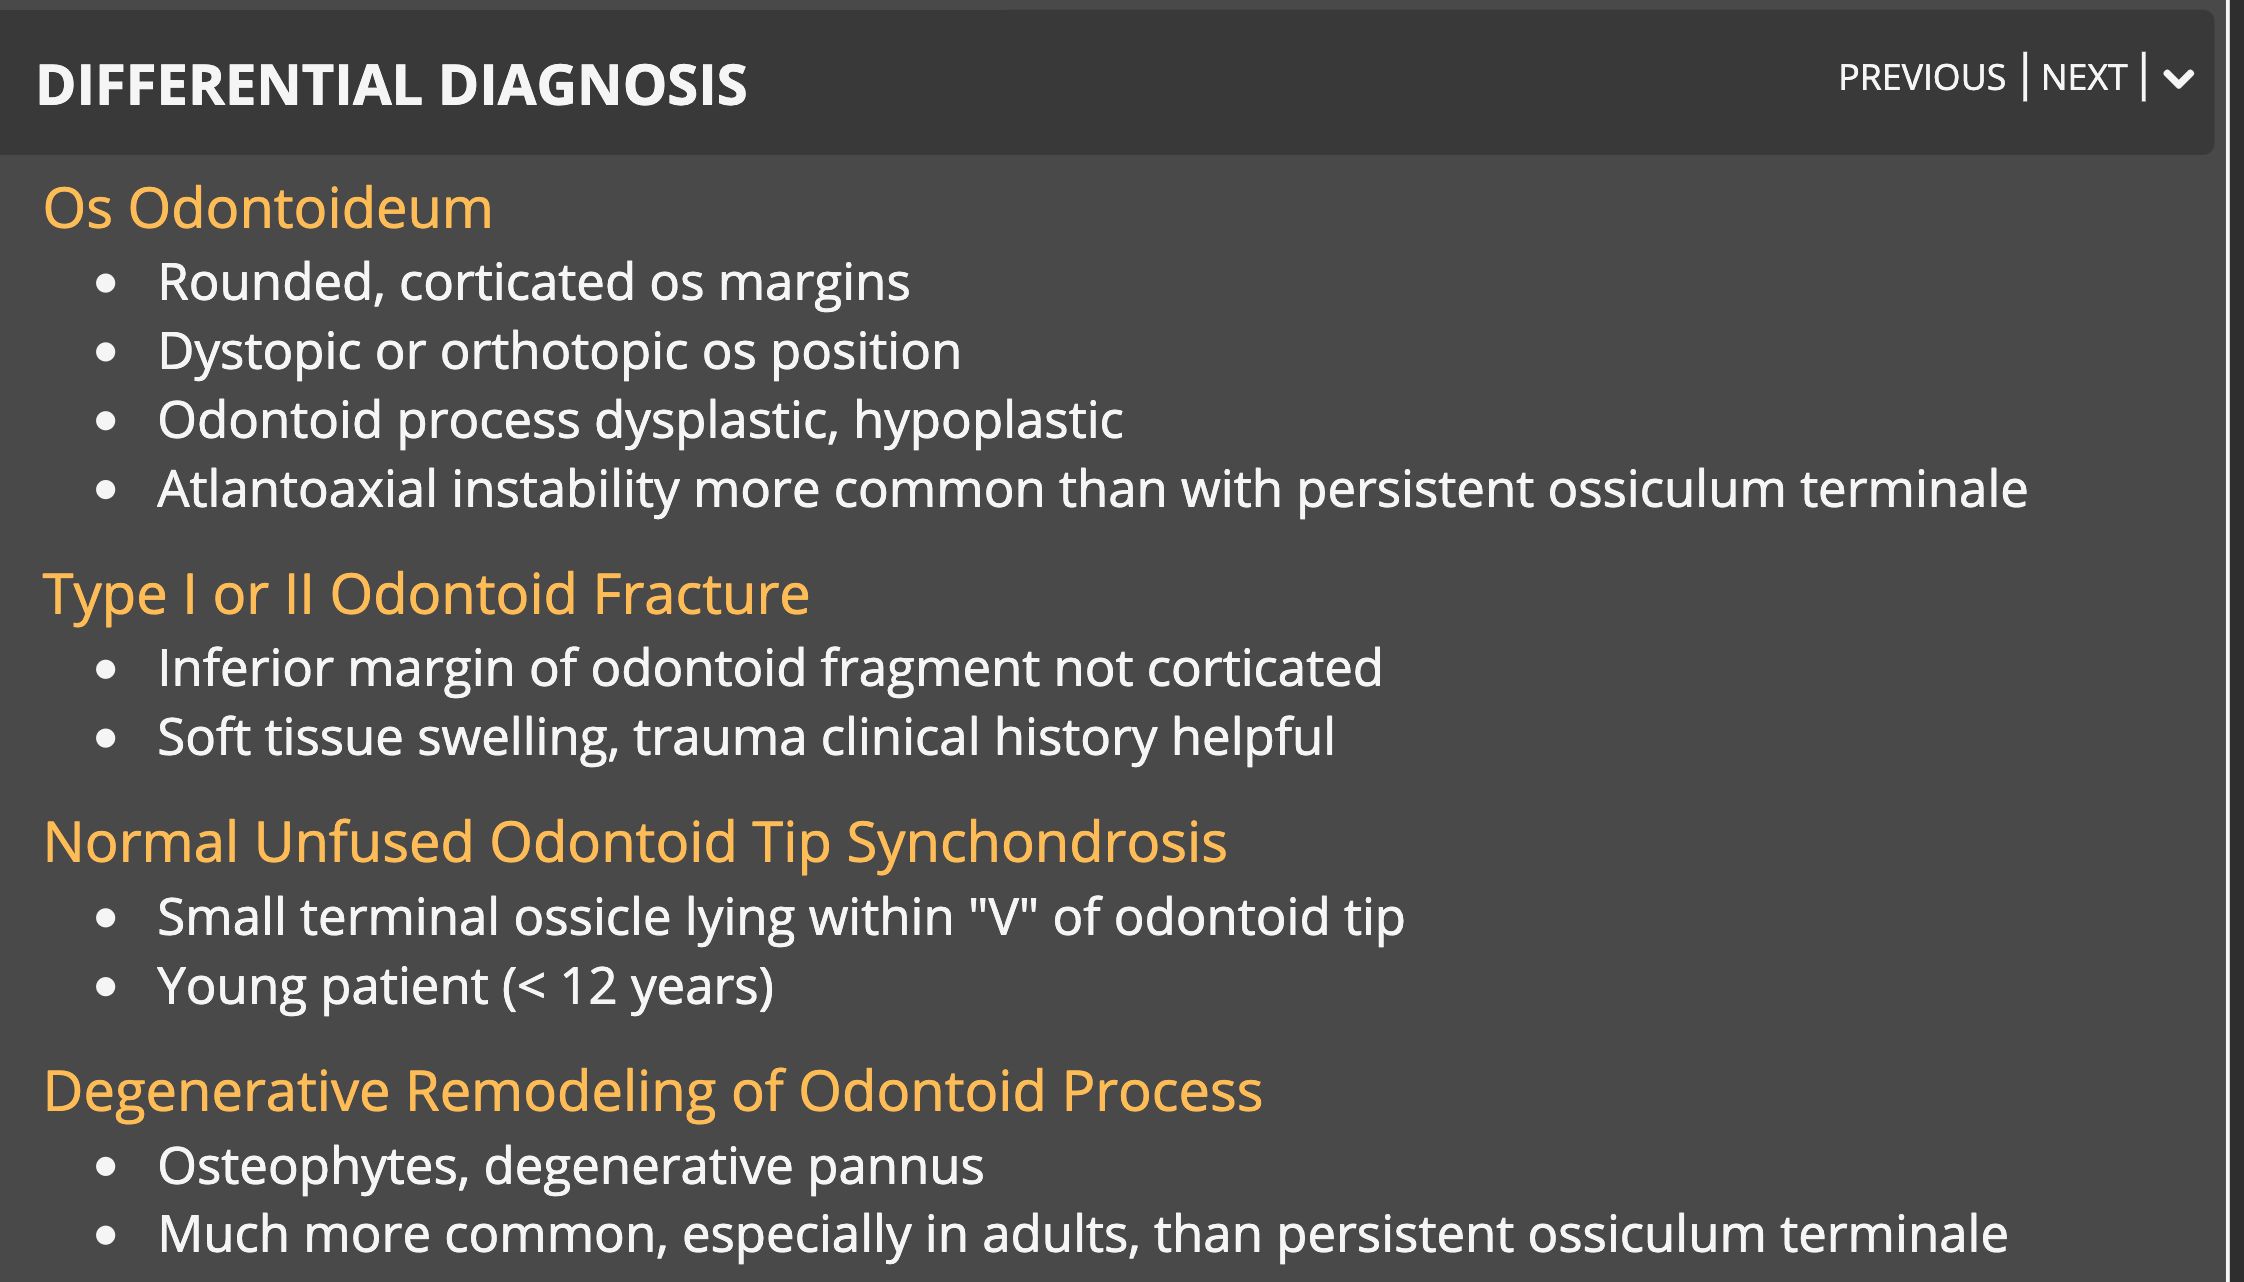 DIFFERENTIAL DIAGNOSIS
PREVIOUS | NEXT |
Os Odontoideum
• Rounded, corticated os margins
• Dystopic or orthotopic os position
• Odontoid process dysplastic, hypoplastic
• Atlantoaxial instability more common than with persistent ossiculum terminale
Type I or II Odontoid Fracture
• Inferior margin of odontoid fragment not corticated
• Soft tissue swelling, trauma clinical history helpful
Normal Unfused Odontoid Tip Synchondrosis
• Small terminal ossicle lying within "V" of odontoid tip
• Young patient (< 12 years)
Degenerative Remodeling of Odontoid Process
• Osteophytes, degenerative pannus
• Much more common, especially in adults, than persistent ossiculum terminale